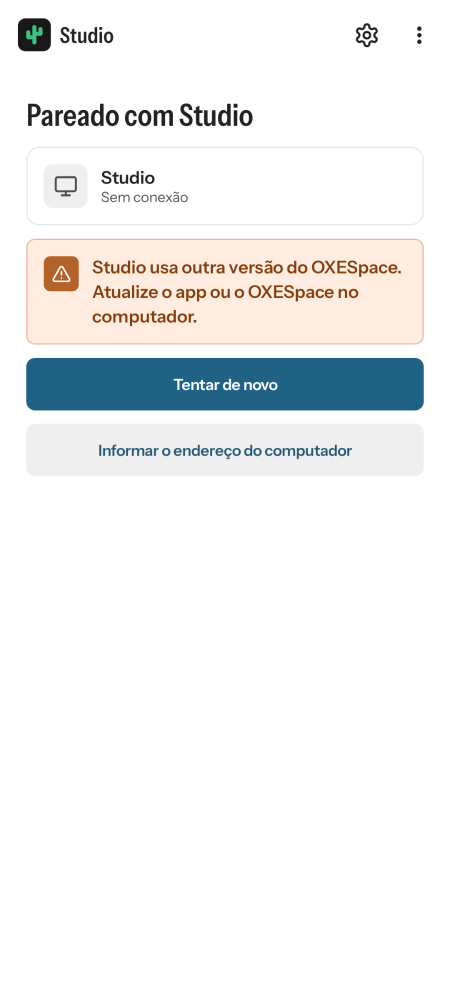 Studio
Pareado com Studio
Studio
Sem conexão
Studio usa outra versão do OXESpace.
Atualize o app ou o OXESpace no
computador.
Tentar de novo
Informar o endereço do computador